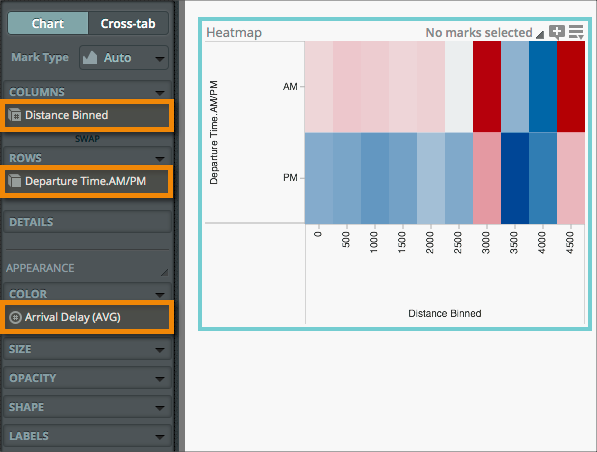 Chart
Cross-tab
Mark Type
Auto
COLUMNS
Distance Binned
SWAP
ROWS
Departure Time.AM/PM
DETAILS
APPEARANCE
COLOR
Arrival Delay (AVG)
SIZE
OPACITY
SHAPE
LABELS
Heatmap
No marks selected
Departure Time.AM/PM
AM
PM
0
500
1000
1500
2000
2500
3000
3500
4000
4500
Distance Binned